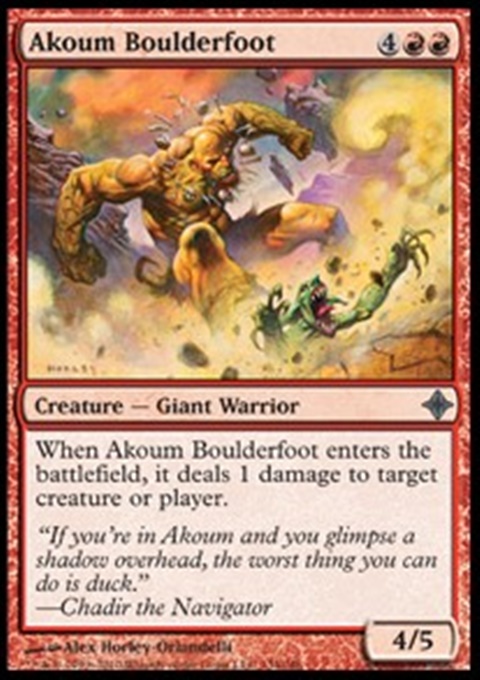 Akoum Boulderfoot 4
HORLEY
Creature — Giant Warrior
When Akoum Boulderfoot enters the
battlefield, it deals 1 damage to target
creature or player.
“If you’re in Akoum and you glimpse a
shadow overhead, the worst thing you can
do is duck.”
—Chadir the Navigator
Alex Horley-Orlandelli
4/5